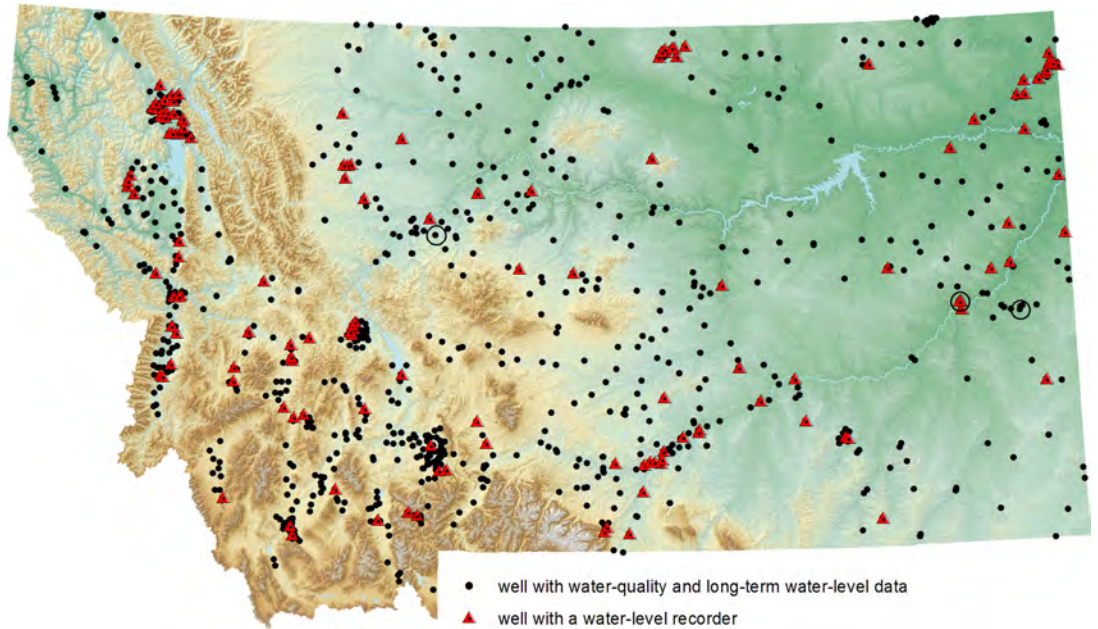 well with water-quality and long-term water-level data
well with a water-level recorder